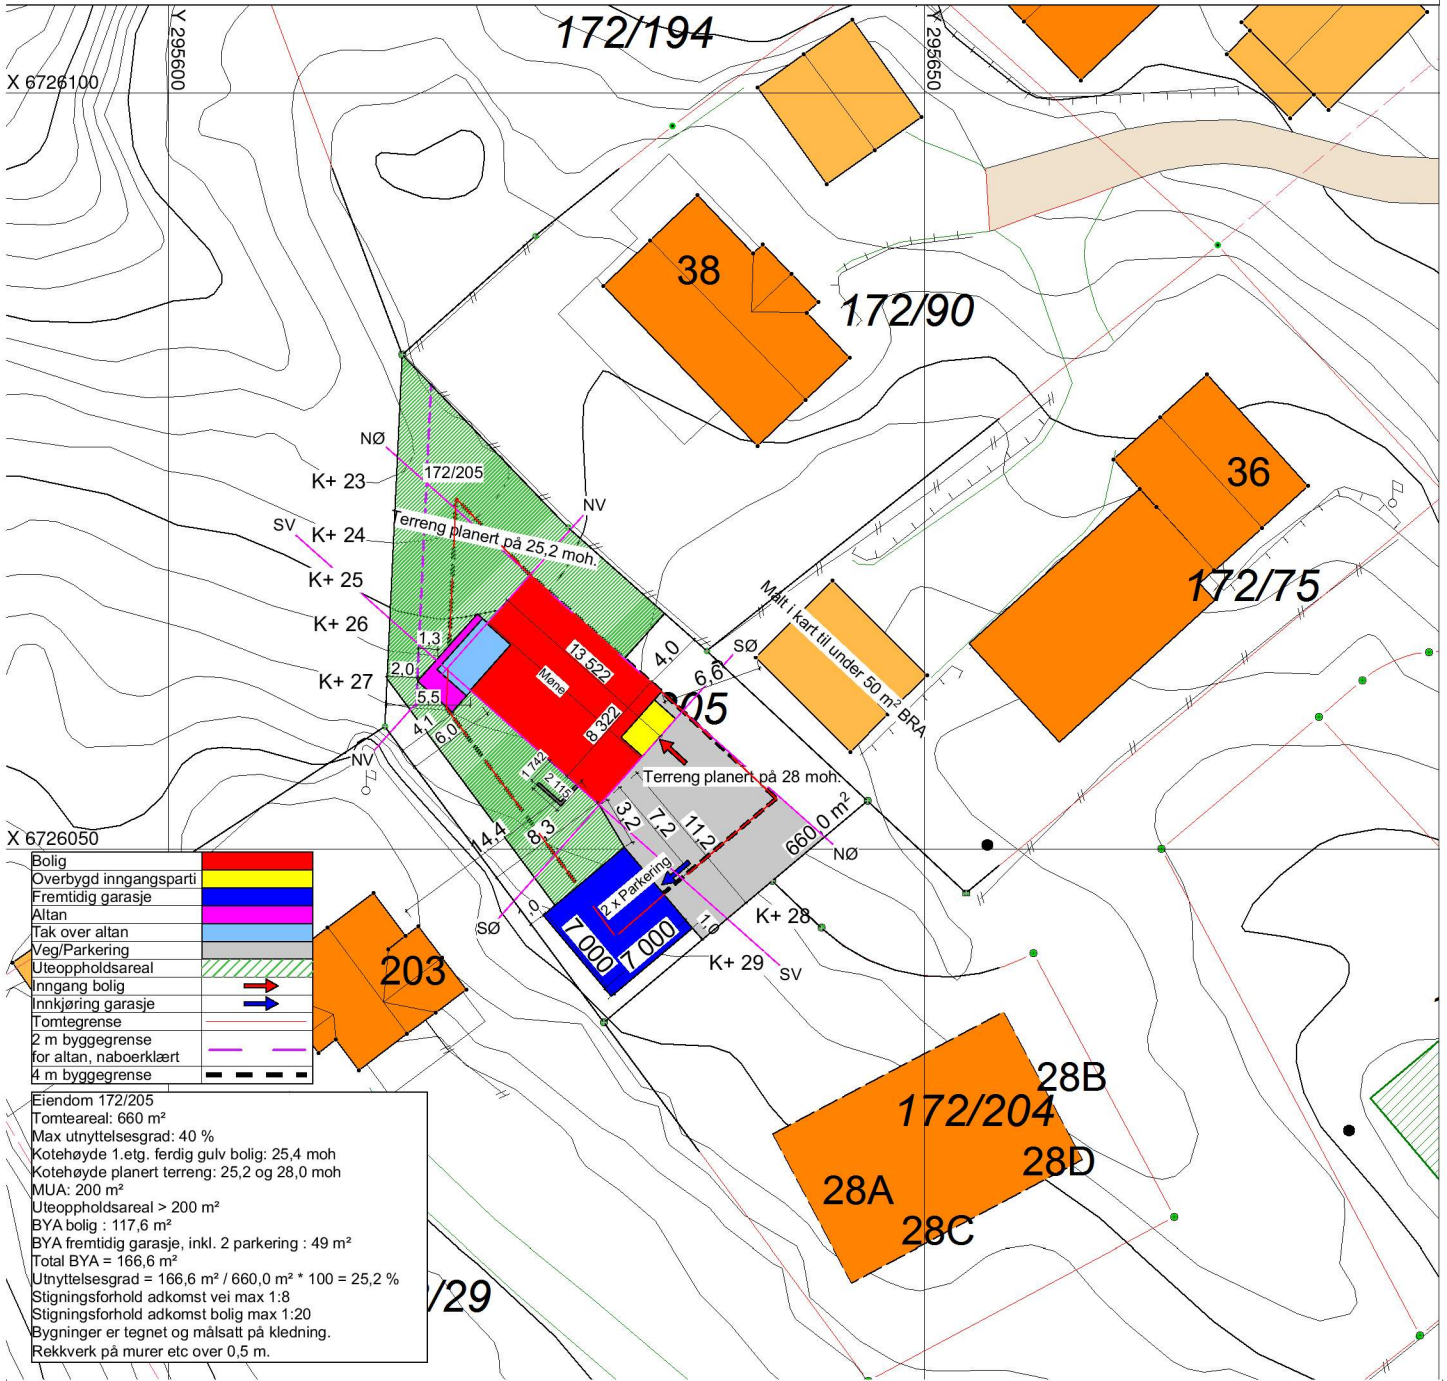 172/194
Y 295600
Y 295650
X 6726100
38
172/90
NØ
K+ 23
172/205
36
NV
SV
K+ 24
Terreng planert på 25,2 moh.
K+ 25
172/75
Målt i kart til under 50 m² BRA
K+ 26
1,3
13 522
4,0
SØ
2,0
6,6
K+ 27
Møne
5,5
8 322
205
4,1
6,0
NV
1.742
2.115
Terreng planert på 28 moh.
3,2
7,2
11,2
660,0 m²
14,4
8,3
X 6726050
NØ
2 x Parkering
1,0
1,0
SØ
K+ 28
7 000
7 000
K+ 29
SV
203
Bolig
Overbygd inngangsparti
Fremtidig garasje
Altan
Tak over altan
Veg/Parkering
Uteoppholdsareal
Inngang bolig
Innkjøring garasje
Tomtegrense
2 m byggegrense
for altan, naboerklært
4 m byggegrense
28B
172/204
28D
28A
28C
Eiendom 172/205
Tomteareal: 660 m²
Max utnyttelsesgrad: 40 %
Kotehøyde 1.etg. ferdig gulv bolig: 25,4 moh
Kotehøyde planert terreng: 25,2 og 28,0 moh
MUA: 200 m²
Uteoppholdsareal > 200 m²
BYA bolig : 117,6 m²
BYA fremtidig garasje, inkl. 2 parkering : 49 m²
Total BYA = 166,6 m²
Utnyttelsesgrad = 166,6 m² / 660,0 m² * 100 = 25,2 %
Stigningsforhold adkomst vei max 1:8
Stigningsforhold adkomst bolig max 1:20
Bygninger er tegnet og målsatt på kledning.
Rekkverk på murer etc over 0,5 m.
/29